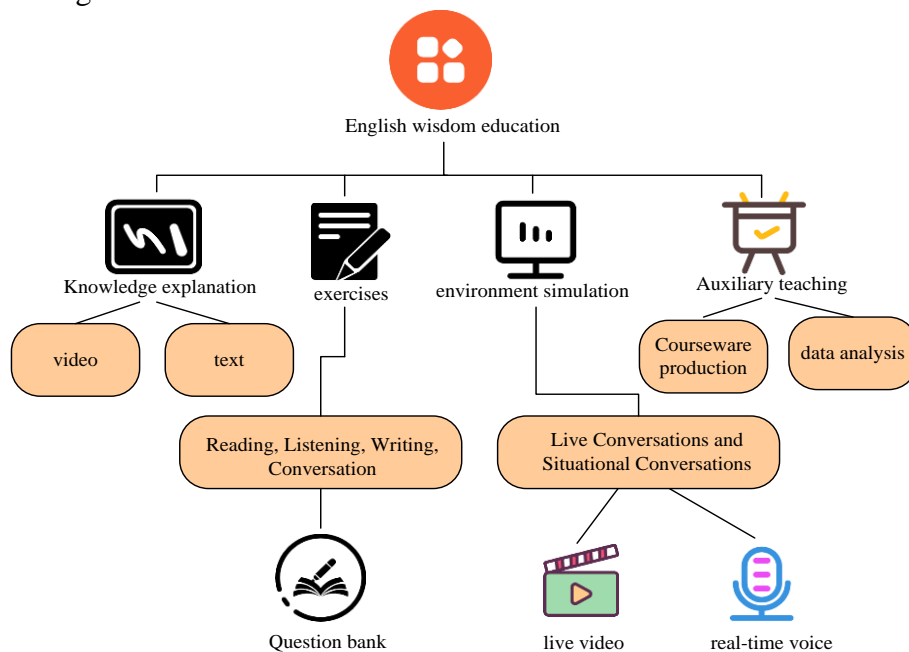 English wisdom education
Knowledge explanation
exercises
environment simulation
Auxiliary teaching
video
text
Courseware
production
data analysis
Reading, Listening, Writing,
Conversation
Live Conversations and
Situational Conversations
Question bank
live video
real-time voice